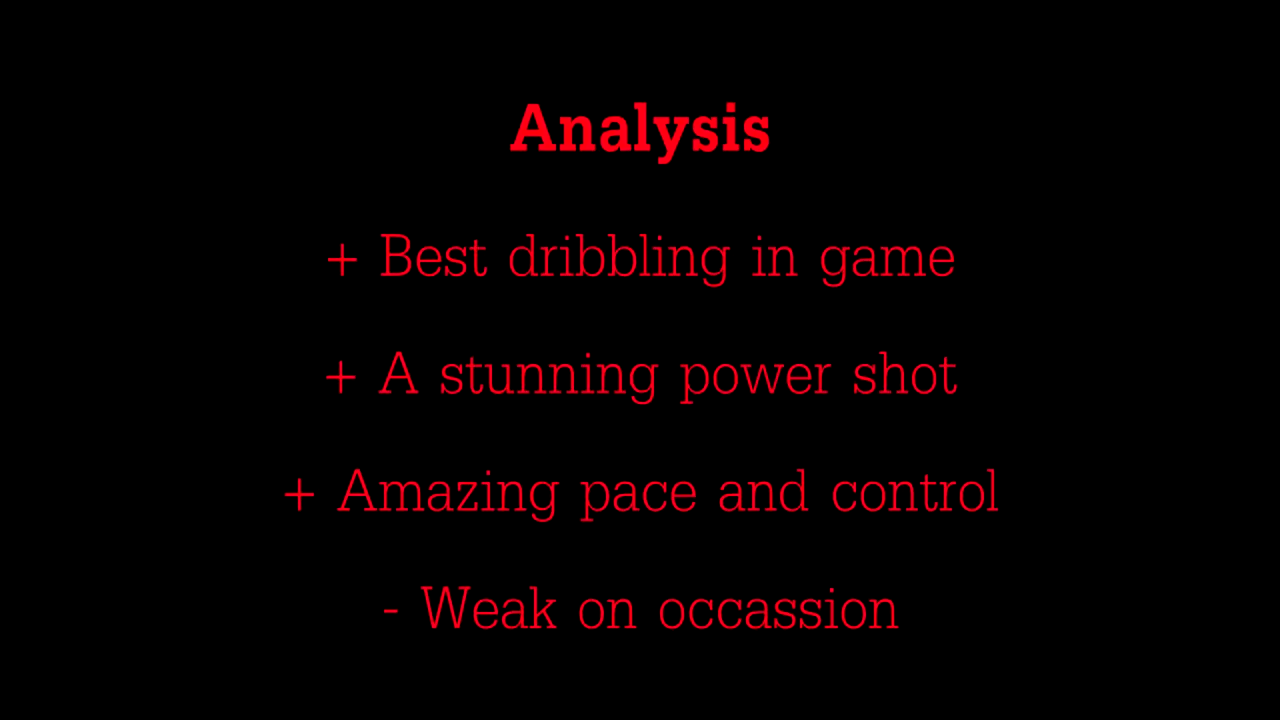 Analysis
+ Best dribbling in game
+ A stunning power shot
+ Amazing pace and control
- Weak on occassion